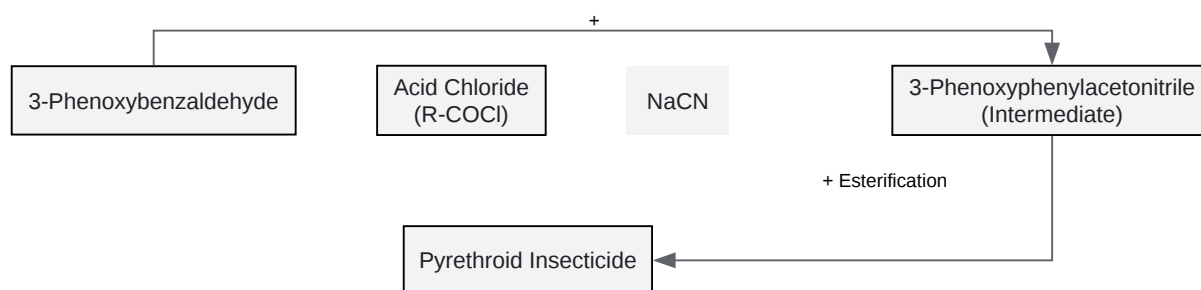 +
3-Phenoxybenzaldehyde
Acid Chloride
(R-COCl)
NaCN
3-Phenoxyphenylacetonitrile
(Intermediate)
+ Esterification
Pyrethroid Insecticide